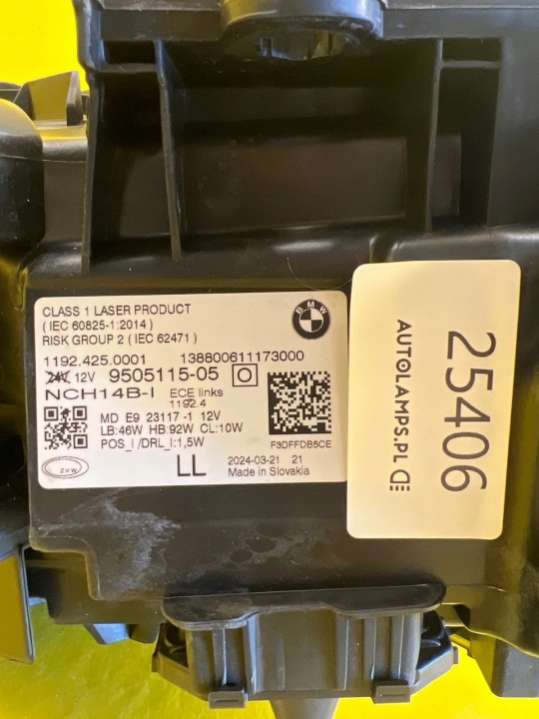 CLASS 1 LASER PRODUCT
( IEC 60825-1:2014 )
RISK GROUP 2 ( IEC 62471 )
BMW
1192.425.0001 138800611173000
24V 12V 9505115-05
NCH14B-I ECE links
1192.4
MD E9 23117 -1 12V
LB:46W HB:92W CL:10W
POS_I /DRL_I:1,5W
F3DFFDB5CE
ZKW
LL 2024-03-21 21
Made in Slovakia
25406
AUTOLAMPS.PL